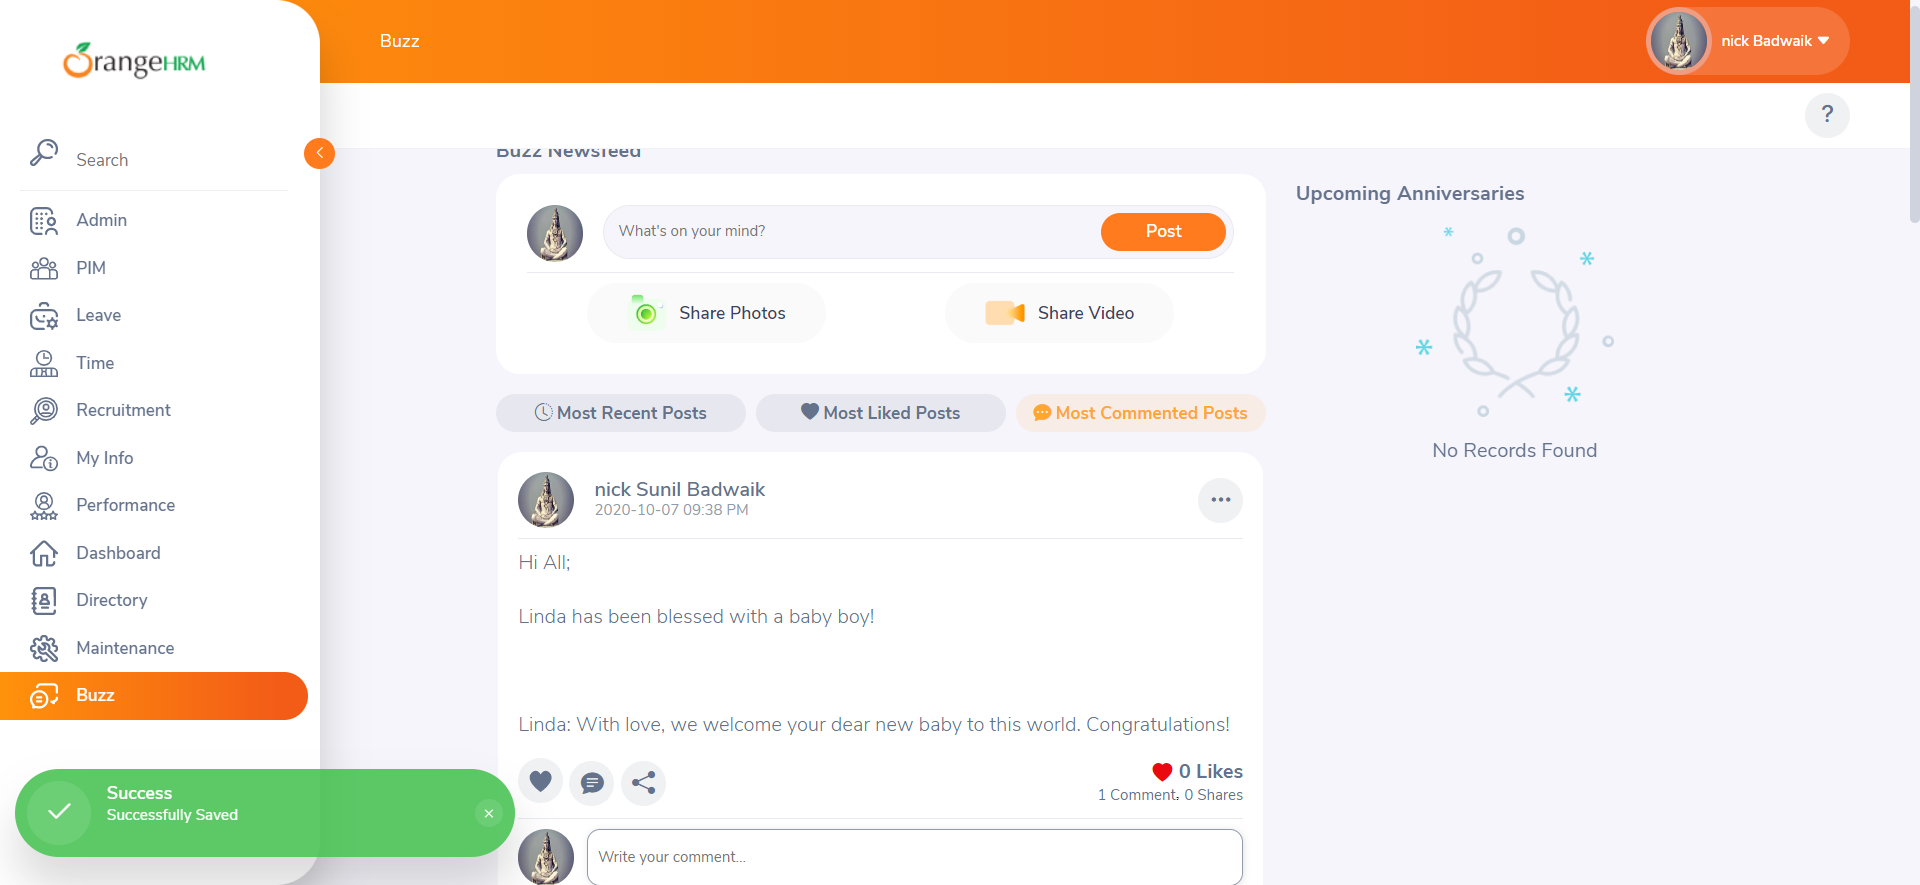 OrangeHRM
Search
Admin
PIM
Leave
Time
Recruitment
My Info
Performance
Dashboard
Directory
Maintenance
Buzz
Buzz
nick Badwaik
?
Buzz Newsfeed
What's on your mind?
Post
Share Photos
Share Video
Most Recent Posts
Most Liked Posts
Most Commented Posts
nick Sunil Badwaik
2020-10-07 09:38 PM
Hi All;
Linda has been blessed with a baby boy!
Linda: With love, we welcome your dear new baby to this world. Congratulations!
0 Likes
1 Comment, 0 Shares
Write your comment...
Upcoming Anniversaries
No Records Found
Success
Successfully Saved